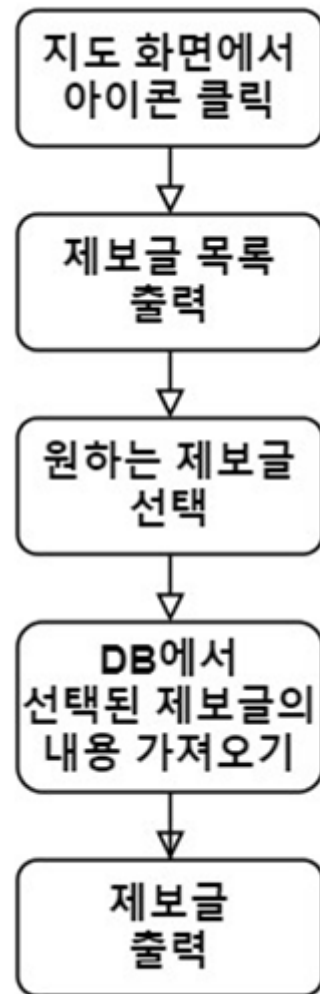 지도 화면에서
아이콘 클릭
제보글 목록
출력
원하는 제보글
선택
DB에서
선택된 제보글의
내용 가져오기
제보글
출력